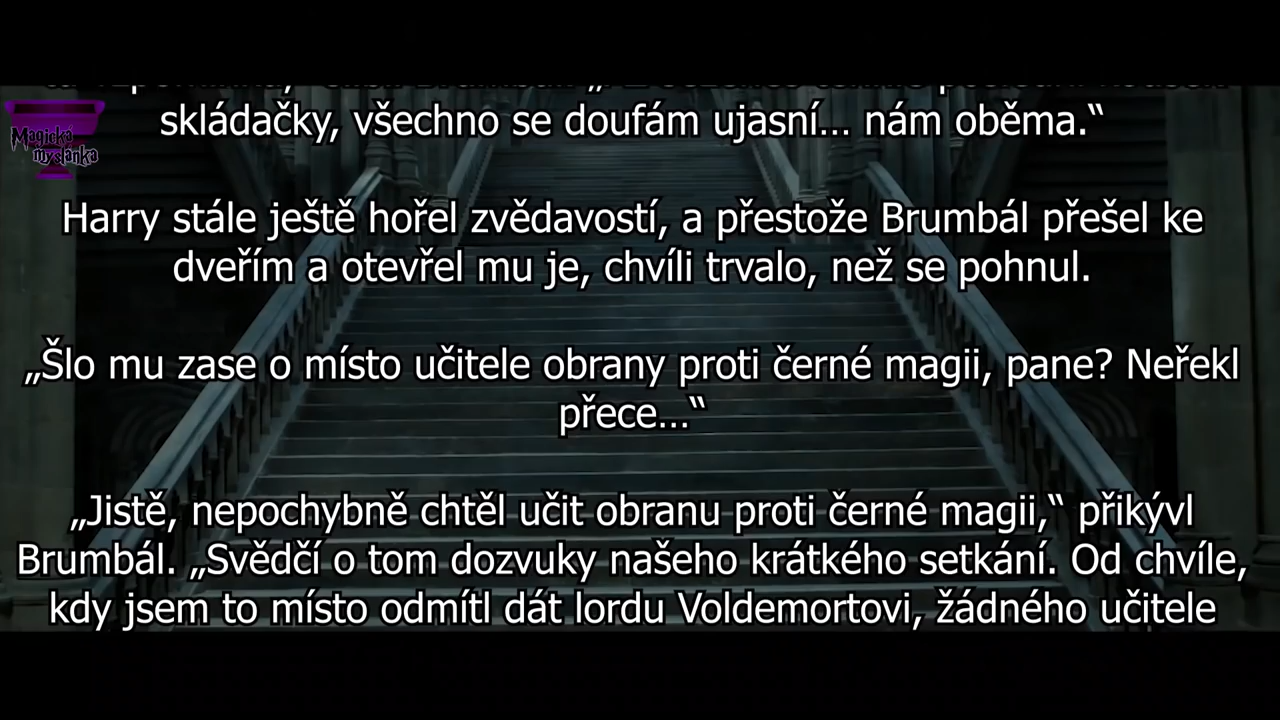 Magická
myslánka
skládačky, všechno se doufám ujasní... nám oběma.“
Harry stále ještě hořel zvědavostí, a přestože Brumbál přešel ke
dveřím a otevřel mu je, chvíli trvalo, než se pohnul.
„Šlo mu zase o místo učitele obrany proti černé magii, pane? Neřekl
přece...“
„Jistě, nepochybně chtěl učit obranu proti černé magii,“ přikývl
Brumbál. „Svědčí o tom dozvuky našeho krátkého setkání. Od chvíle,
kdy jsem to místo odmítl dát lordu Voldemortovi, žádného učitele